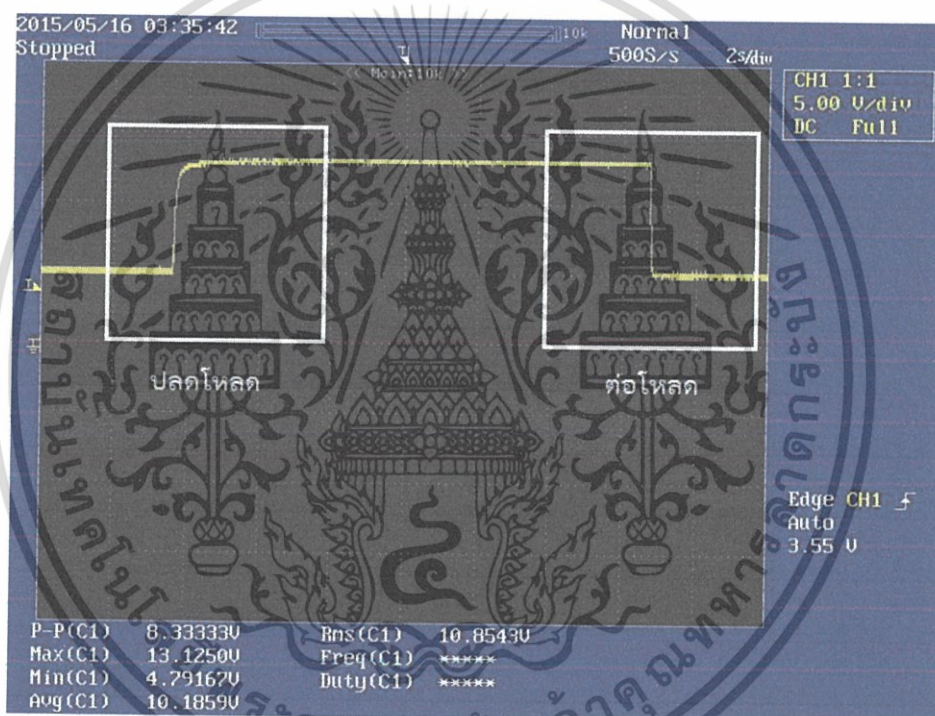 2015/05/16 03:35:42
Stopped
10k
Normal
500S/s 2s/div
<< Main:10k >>
CH1 1:1
5.00 V/div
DC Full
ปลดโหลด
ต่อโหลด
Edge CH1
Auto
3.55 V
P-P(C1) 8.33333V
Max(C1) 13.1250V
Min(C1) 4.79167V
Avg(C1) 10.1859V
Rms(C1) 10.8543V
Freq(C1) *****
Duty(C1) *****